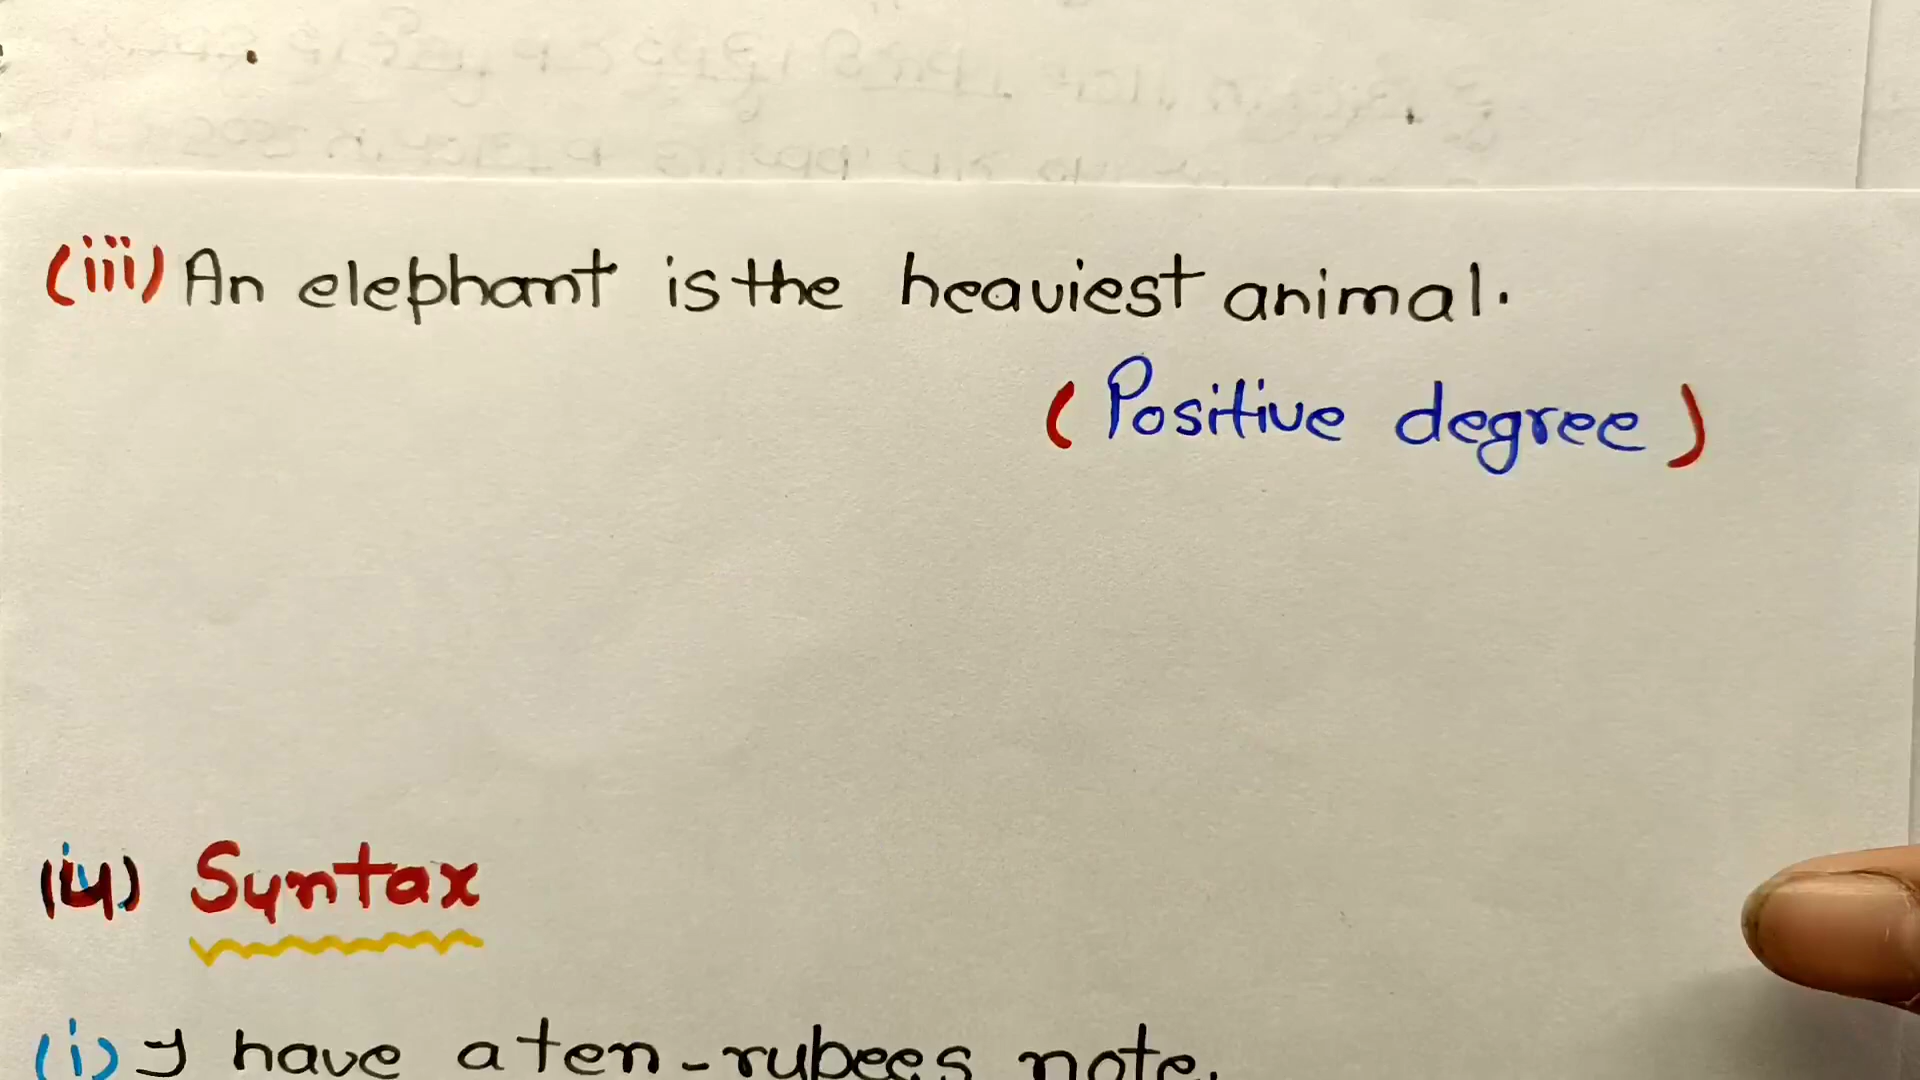 (iii) An elephant is the heaviest animal.
(Positive degree)
(iv) Syntax
(i) I have a ten-rupees note.